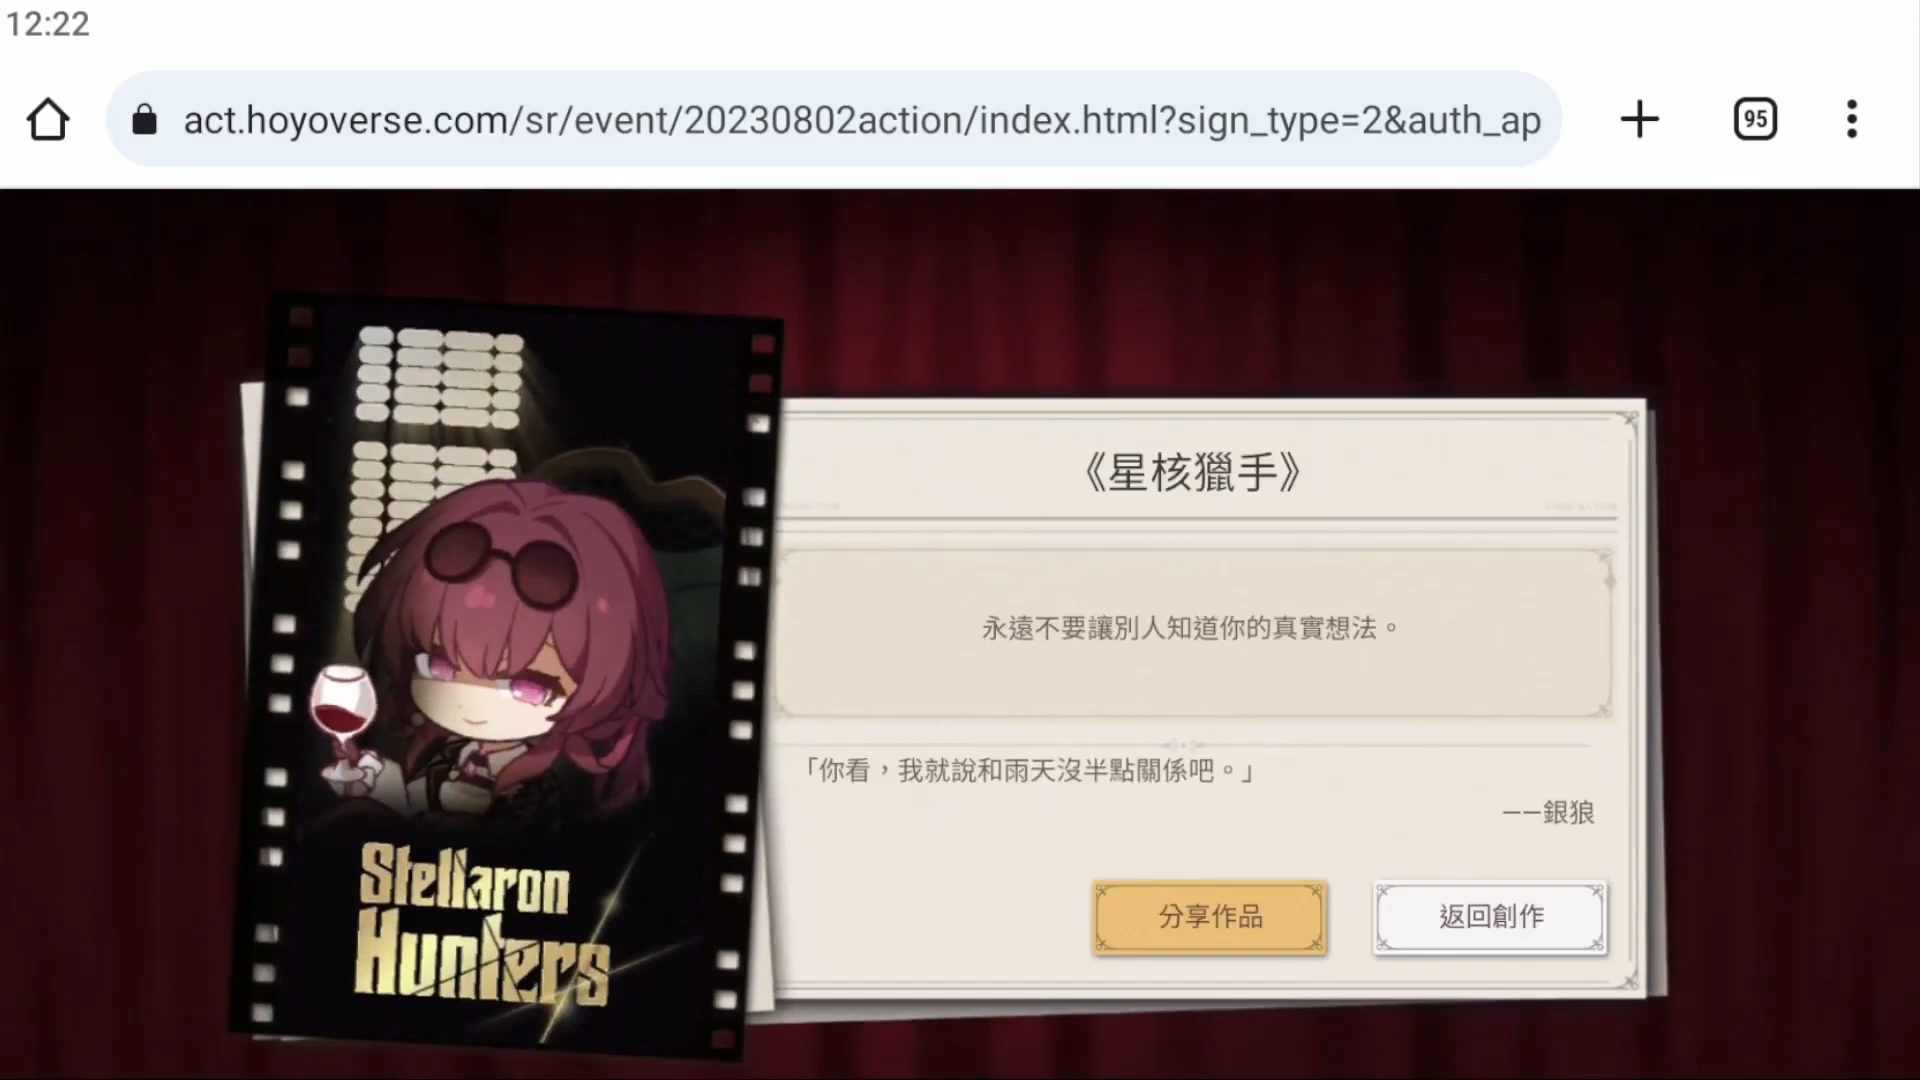 12:22
act.hoyoverse.com/sr/event/20230802action/index.html?sign_type=2&auth_ap
95
《星核獵手》
永遠不要讓別人知道你的真實想法。
「你看，我就說和雨天沒半點關係吧。」
——銀狼
Stellaron
Hunters
分享作品
返回創作